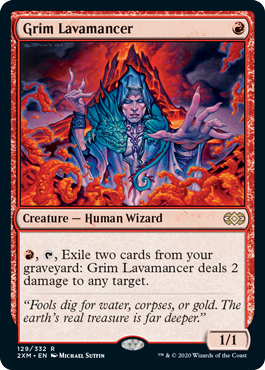 Grim Lavamancer
Creature — Human Wizard
, , Exile two cards from your
graveyard: Grim Lavamancer deals 2
damage to any target.
“Fools dig for water, corpses, or gold. The
earth’s real treasure is far deeper.”
1/1
129/332 R
2XM • EN Michael Sutfin
™ & © 2020 Wizards of the Coast